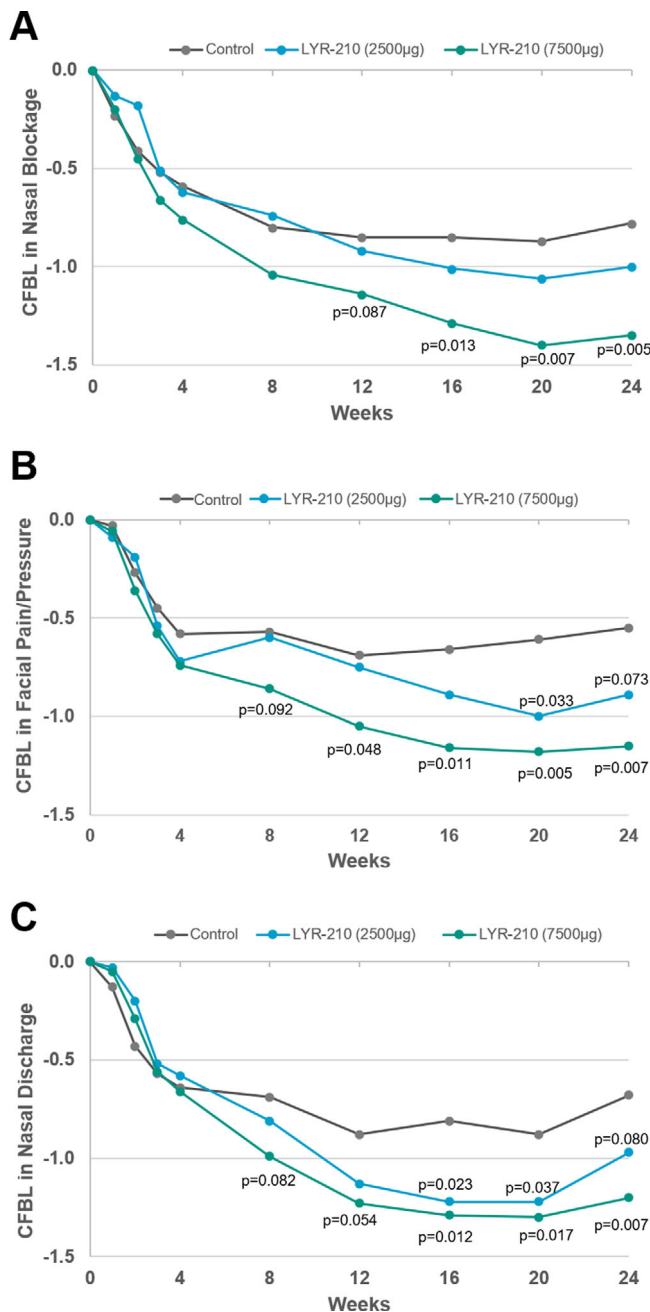 A
Control LYR-210 (2500µg) LYR-210 (7500µg)
0.0
-0.5
-1.0
-1.5
CFBL in Nasal Blockage
p=0.087
p=0.013
p=0.007
p=0.005
0 4 8 12 16 20 24
Weeks
B
Control LYR-210 (2500µg) LYR-210 (7500µg)
0.0
-0.5
-1.0
-1.5
CFBL in Facial Pain/Pressure
p=0.073
p=0.033
p=0.092
p=0.048
p=0.011
p=0.005
p=0.007
0 4 8 12 16 20 24
Weeks
C
Control LYR-210 (2500µg) LYR-210 (7500µg)
0.0
-0.5
-1.0
-1.5
CFBL in Nasal Discharge
p=0.080
p=0.023
p=0.037
p=0.082
p=0.054
p=0.012
p=0.017
p=0.007
0 4 8 12 16 20 24
Weeks